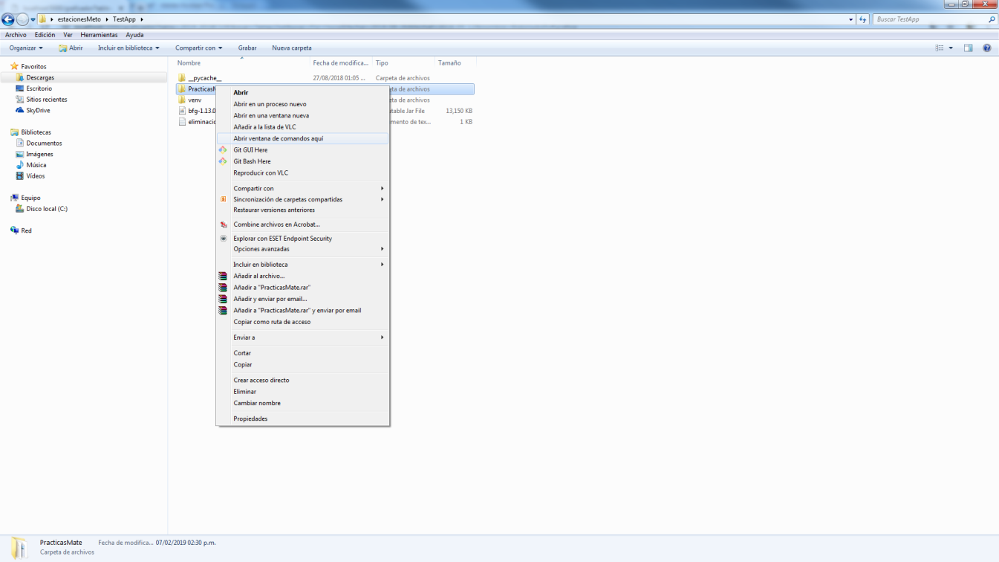 estacionesMeto ▸ TestApp ▸
Buscar TestApp
Archivo Edición Ver Herramientas Ayuda
Organizar Abrir Incluir en biblioteca Compartir con Grabar Nueva carpeta
Favoritos
Descargas
Escritorio
Sitios recientes
SkyDrive
Bibliotecas
Documentos
Imágenes
Música
Vídeos
Equipo
Disco local (C:)
Red
Nombre Fecha de modifica... Tipo Tamaño
__pycache__ 27/08/2018 01:05 ... Carpeta de archivos
PracticasM ta de archivos
venv ta de archivos
bfg-1.13.0 table Jar File 13,150 KB
eliminacio mento de tex... 1 KB
Abrir
Abrir en un proceso nuevo
Abrir en una ventana nueva
Añadir a la lista de VLC
Abrir ventana de comandos aquí
Git GUI Here
Git Bash Here
Reproducir con VLC
Compartir con
Sincronización de carpetas compartidas
Restaurar versiones anteriores
Combine archivos en Acrobat...
Explorar con ESET Endpoint Security
Opciones avanzadas
Incluir en biblioteca
Añadir al archivo...
Añadir a "PracticasMate.rar"
Añadir y enviar por email...
Añadir a "PracticasMate.rar" y enviar por email
Copiar como ruta de acceso
Enviar a
Cortar
Copiar
Crear acceso directo
Eliminar
Cambiar nombre
Propiedades
PracticasMate Fecha de modifica... 07/02/2019 02:30 p.m.
Carpeta de archivos